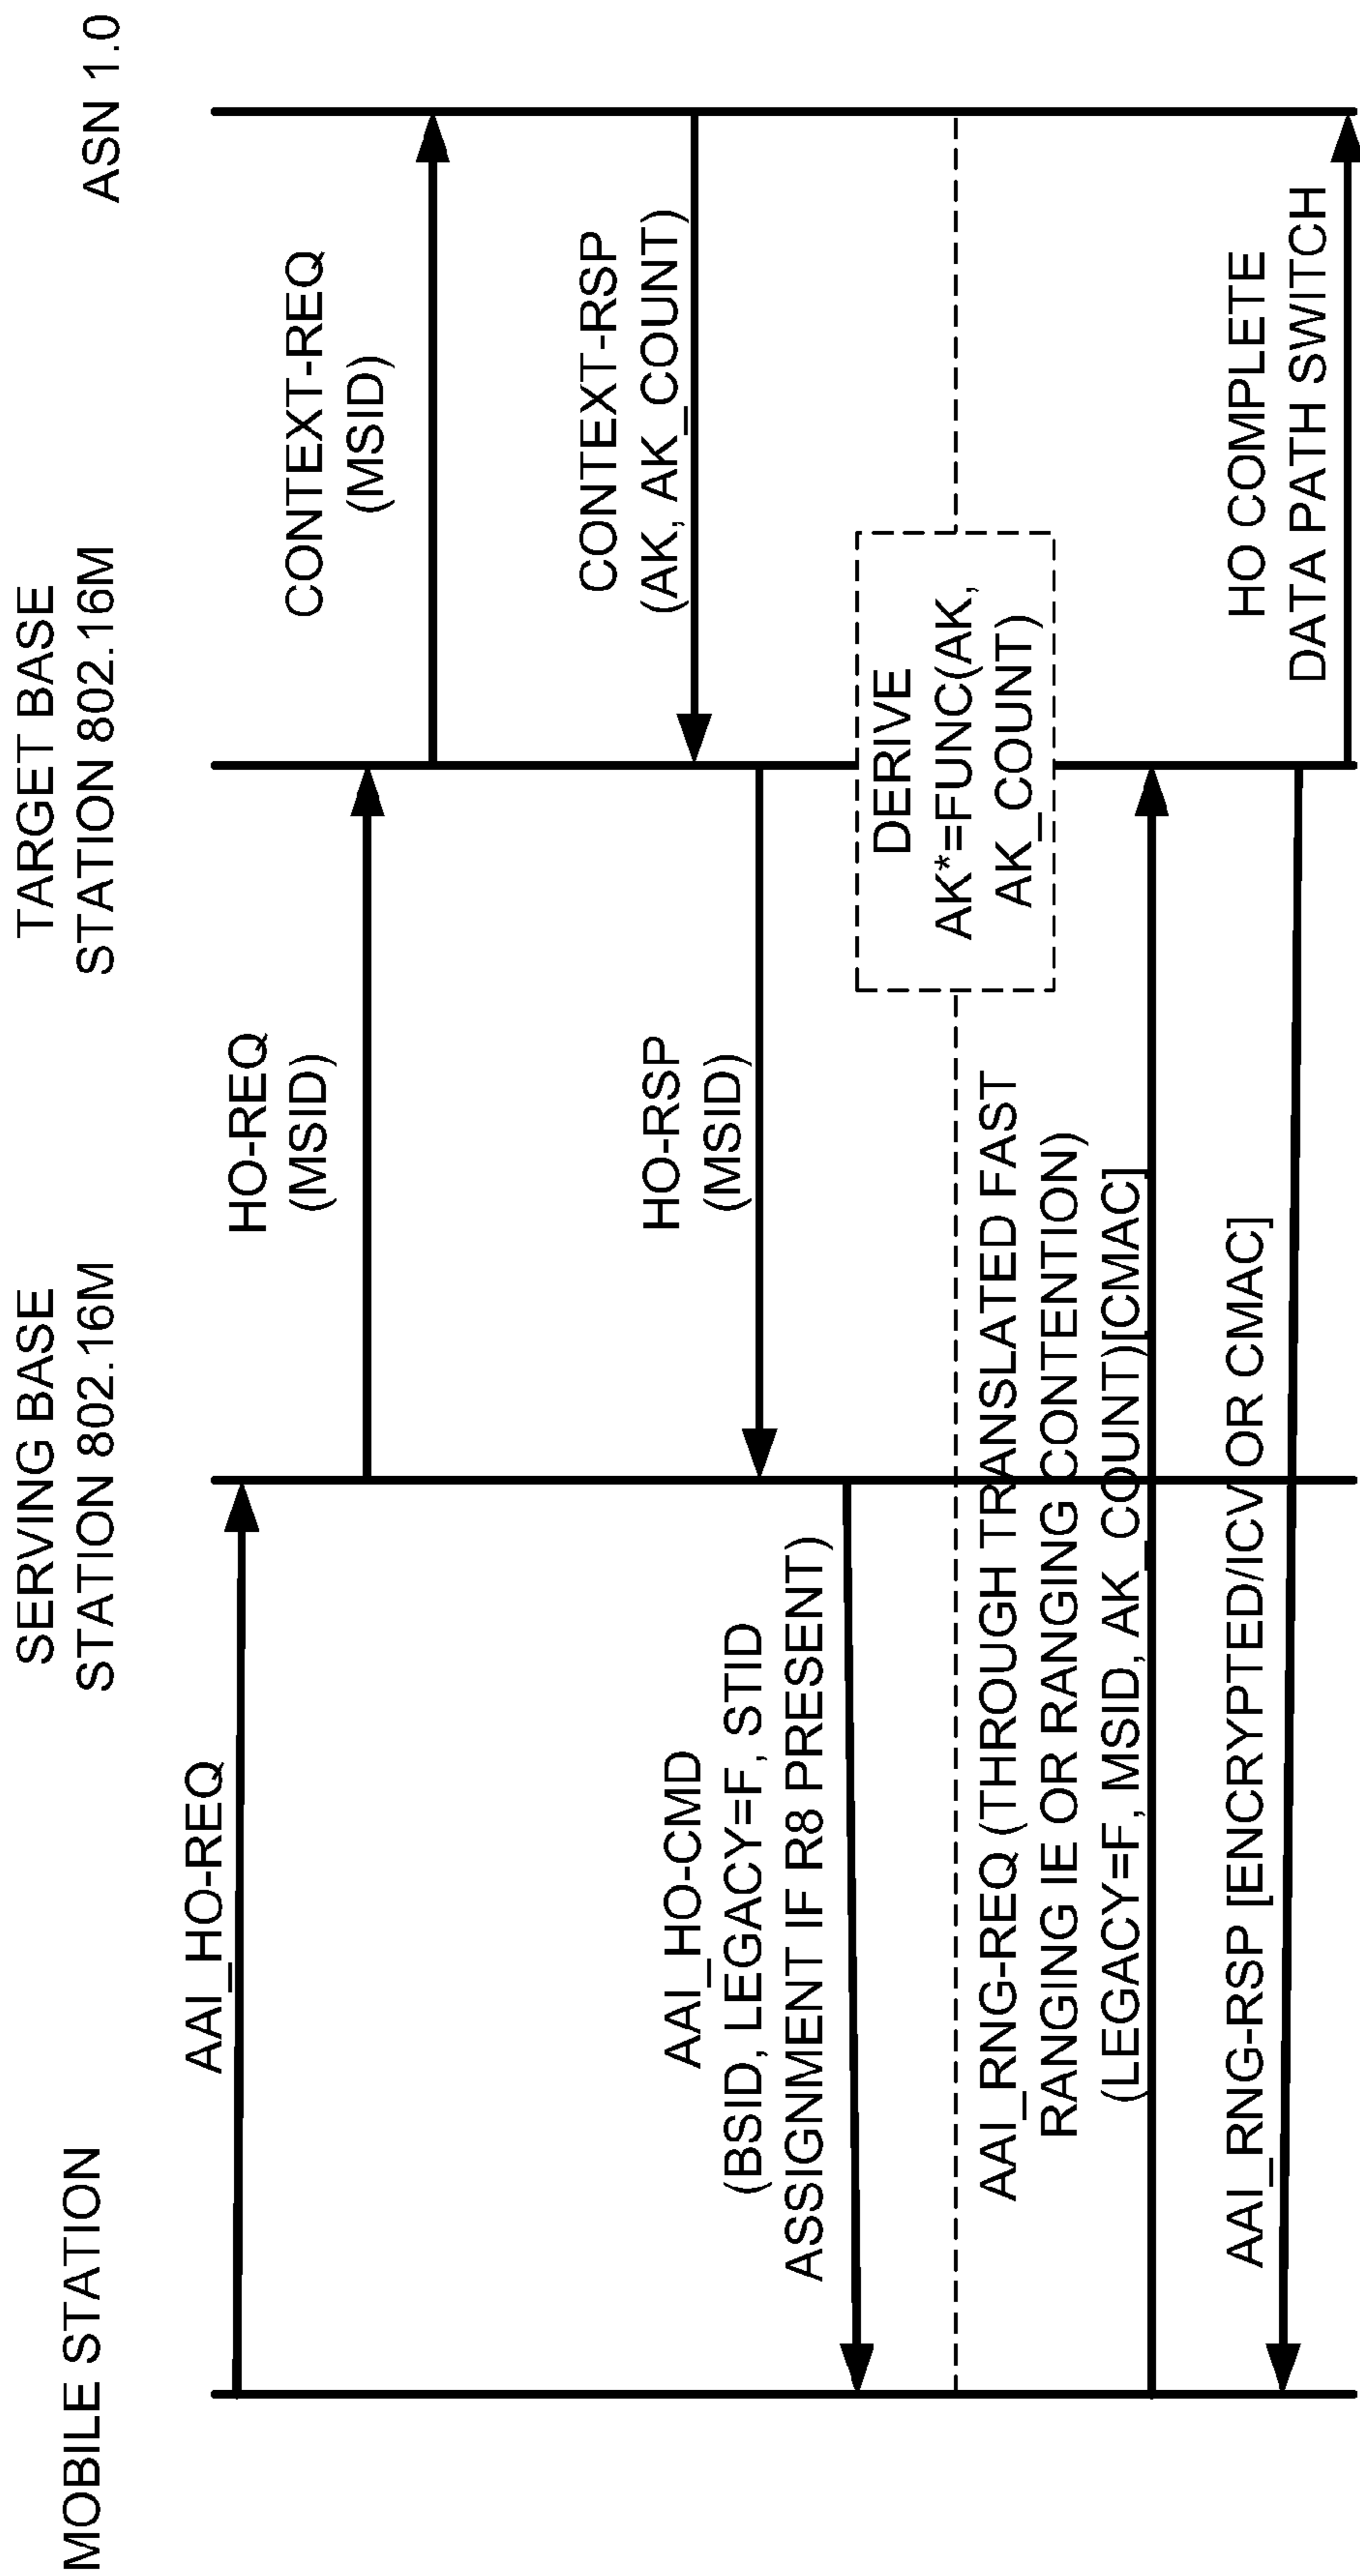 MOBILE STATION
SERVING BASE
STATION 802.16M
TARGET BASE
STATION 802.16M
ASN 1.0
AAI_HO-REQ
HO-REQ
(MSID)
CONTEXT-REQ
(MSID)
CONTEXT-RSP
(AK, AK_COUNT)
HO-RSP
(MSID)
AAI_HO-CMD
(BSID, LEGACY=F, STID
ASSIGNMENT IF R8 PRESENT)
DERIVE
AK*=FUNC(AK,
AK_COUNT)
AAI_RNG-REQ (THROUGH TRANSLATED FAST
RANGING IE OR RANGING CONTENTION)
(LEGACY=F, MSID, AK_COUNT)[CMAC]
AAI_RNG-RSP [ENCRYPTED/ICV OR CMAC]
HO COMPLETE
DATA PATH SWITCH